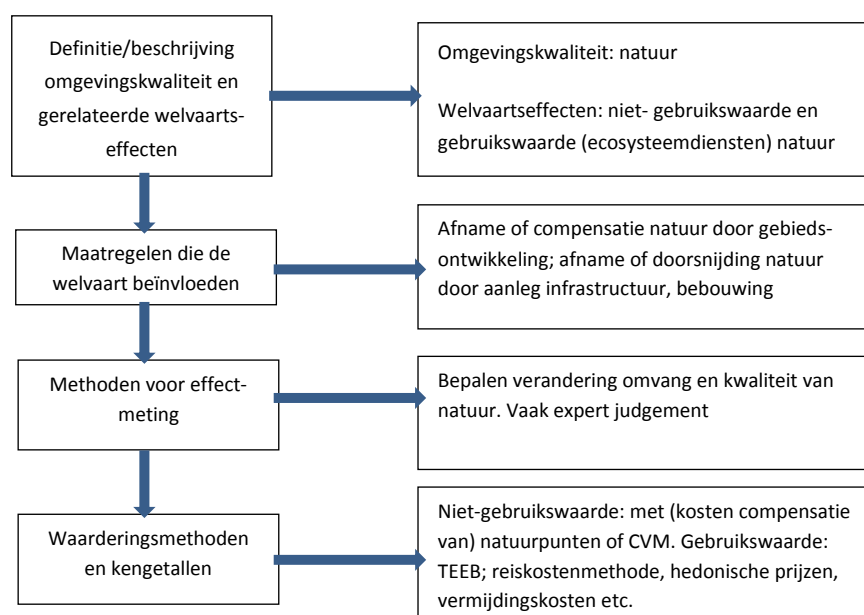 Definitie/beschrijving
omgevingskwaliteit en
gerelateerde welvaarts-
effecten
Omgevingskwaliteit: natuur
Welvaartseffecten: niet- gebruikswaarde en
gebruikswaarde (ecosysteemdiensten) natuur
Maatregelen die de
welvaart beïnvloeden
Afname of compensatie natuur door gebieds-
ontwikkeling; afname of doorsnijding natuur
door aanleg infrastructuur, bebouwing
Methoden voor effect-
meting
Bepalen verandering omvang en kwaliteit van
natuur. Vaak expert judgement
Waarderingsmethoden
en kengetallen
Niet-gebruikswaarde: met (kosten compensatie
van) natuurpunten of CVM. Gebruikswaarde:
TEEB; reiskostenmethode, hedonische prijzen,
vermijdingskosten etc.